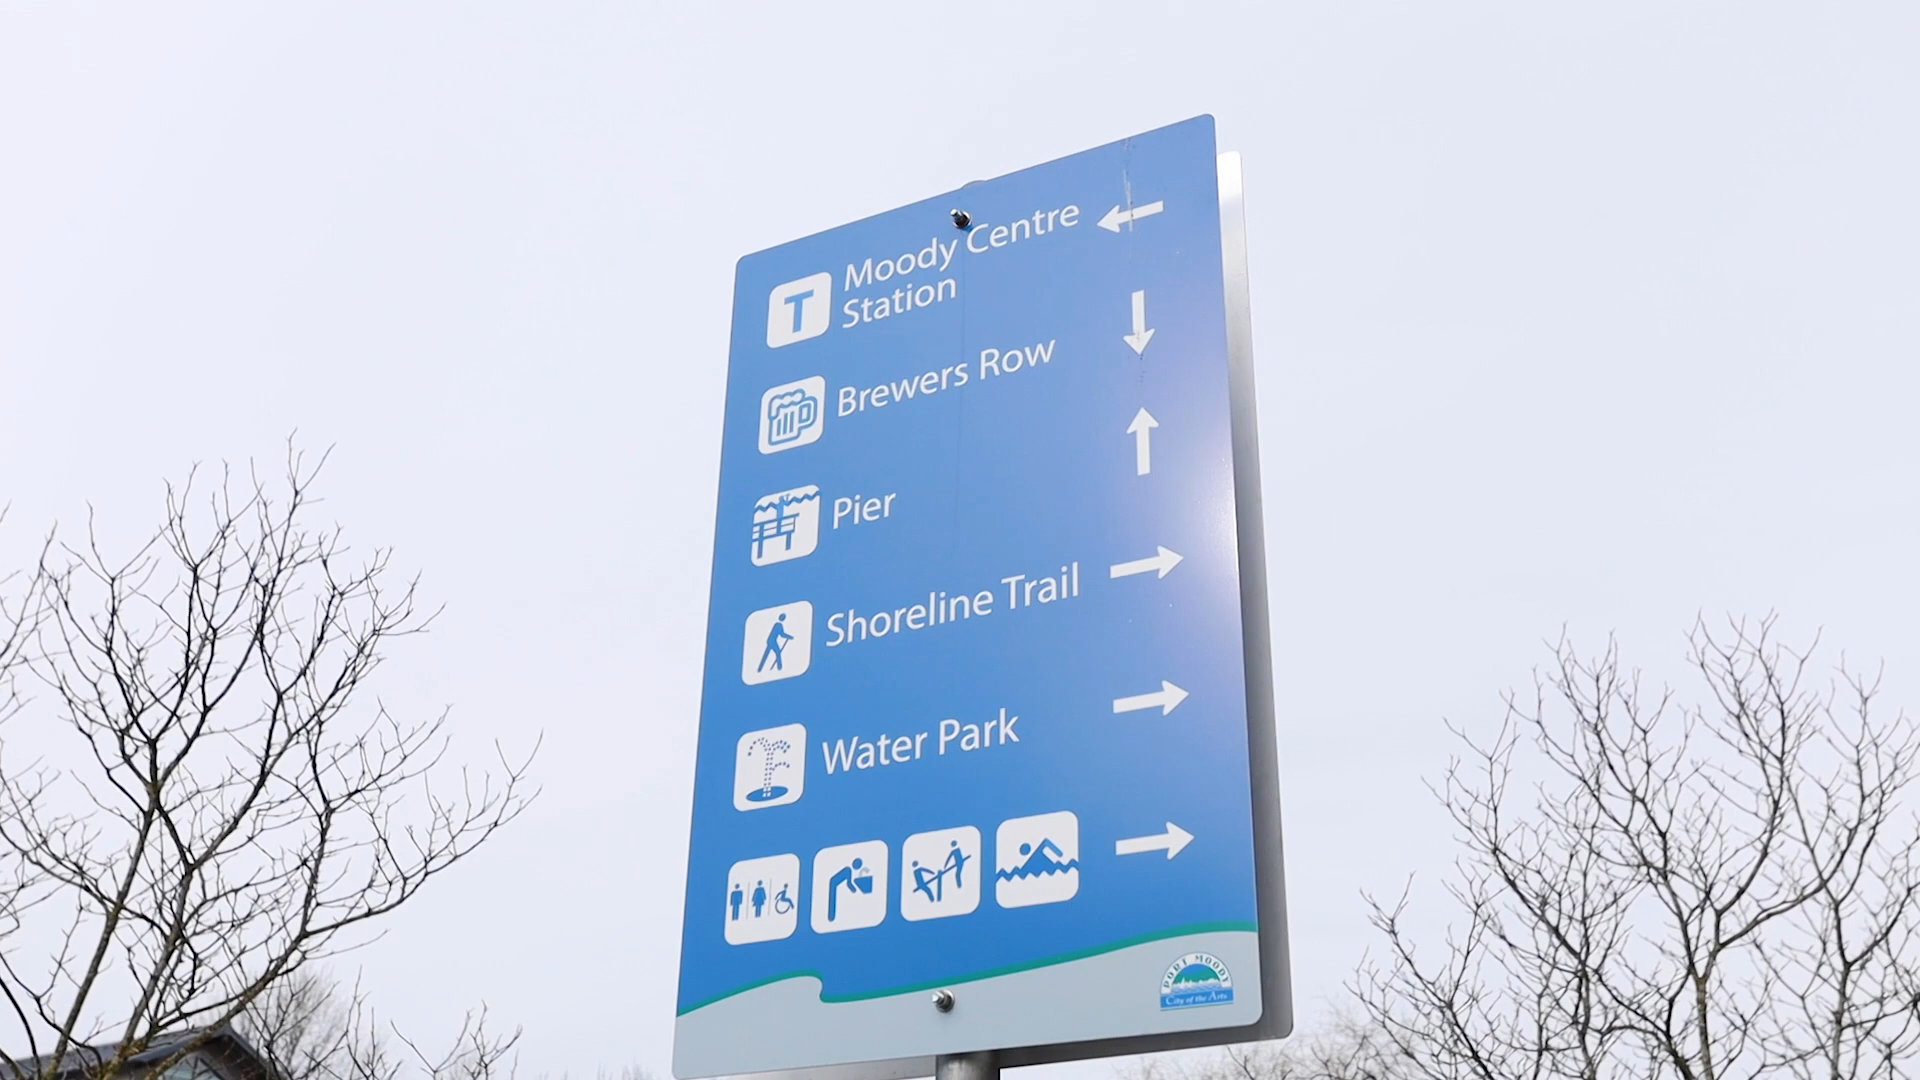 T
Moody Centre
Station
Brewers Row
Pier
Shoreline Trail
Water Park
PORT MOODY
City of the Arts